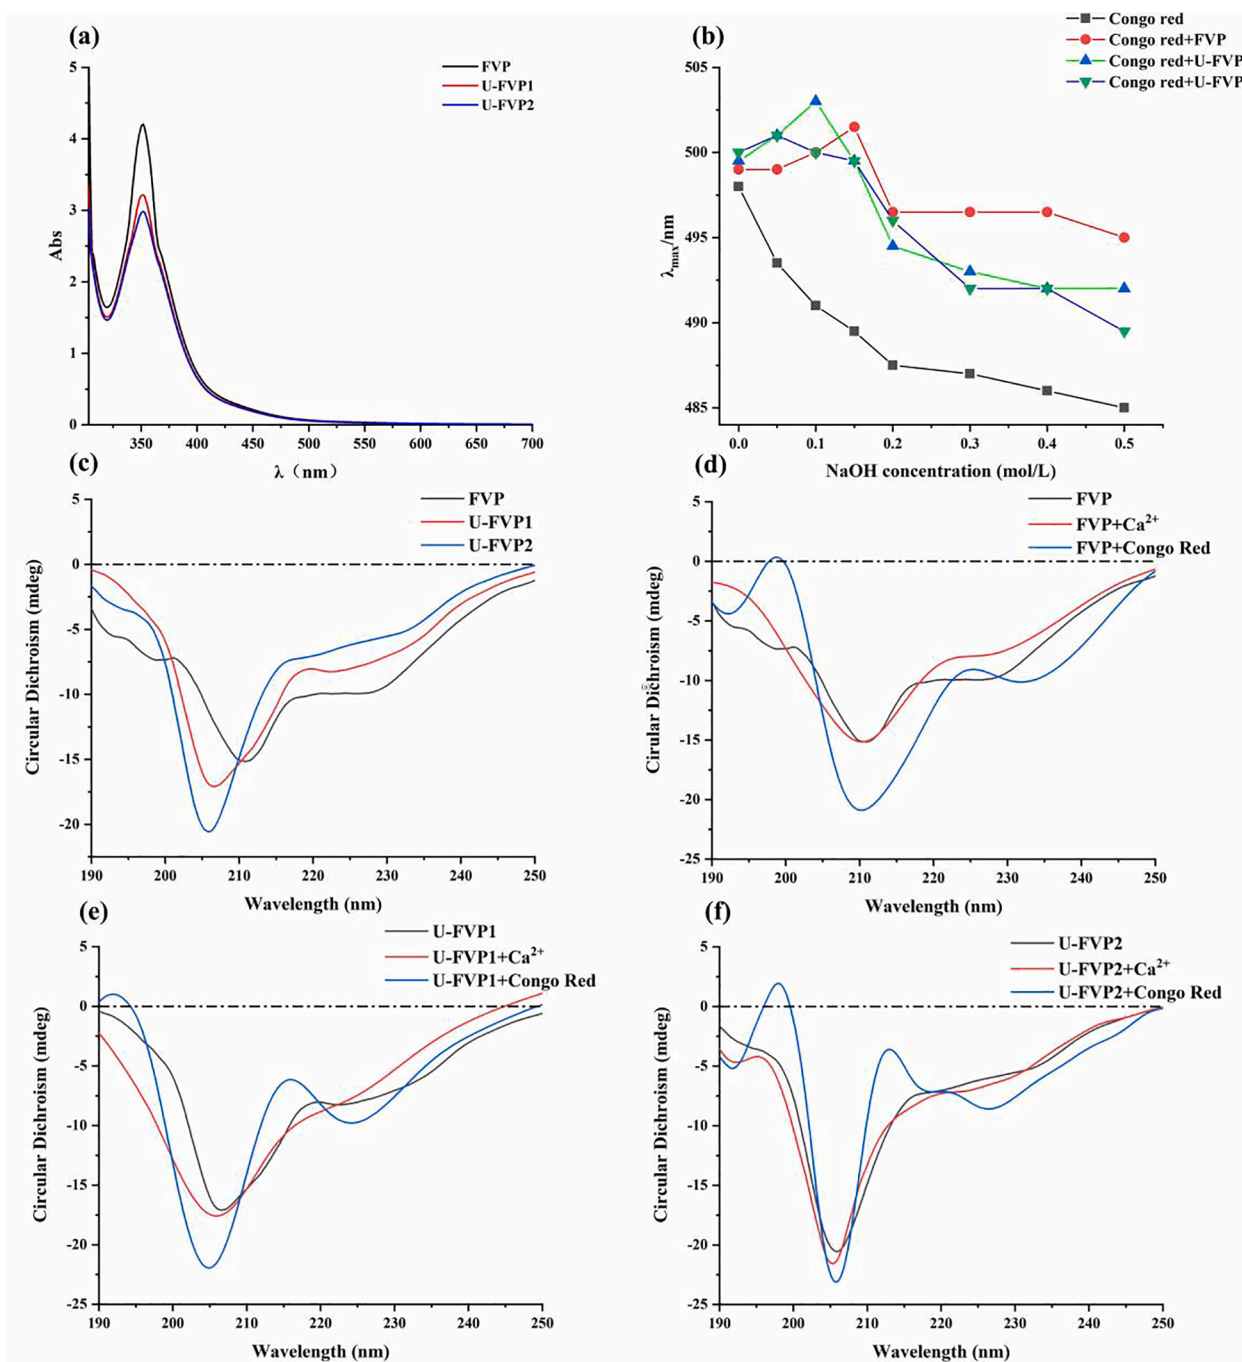 (a)
FVP
U-FVP1
U-FVP2
5
4
3
2
1
0
Abs
350
400
450
500
550
600
650
700
λ（nm）
(b)
Congo red
Congo red+FVP
Congo red+U-FVP
Congo red+U-FVP
505
500
495
490
485
λmax/nm
0.0
0.1
0.2
0.3
0.4
0.5
NaOH concentration (mol/L)
(c)
FVP
U-FVP1
U-FVP2
5
0
-5
-10
-15
-20
Circular Dichroism (mdeg)
190
200
210
220
230
240
250
Wavelength (nm)
(d)
FVP
FVP+Ca2+
FVP+Congo Red
5
0
-5
-10
-15
-20
-25
Cirular Dichroism (mdeg)
190
200
210
220
230
240
250
Wavelength (nm)
(e)
U-FVP1
U-FVP1+Ca2+
U-FVP1+Congo Red
5
0
-5
-10
-15
-20
-25
Circular Dichroism (mdeg)
190
200
210
220
230
240
250
Wavelength (nm)
(f)
U-FVP2
U-FVP2+Ca2+
U-FVP2+Congo Red
5
0
-5
-10
-15
-20
-25
Circular Dichroism (mdeg)
190
200
210
220
230
240
250
Wavelength (nm)